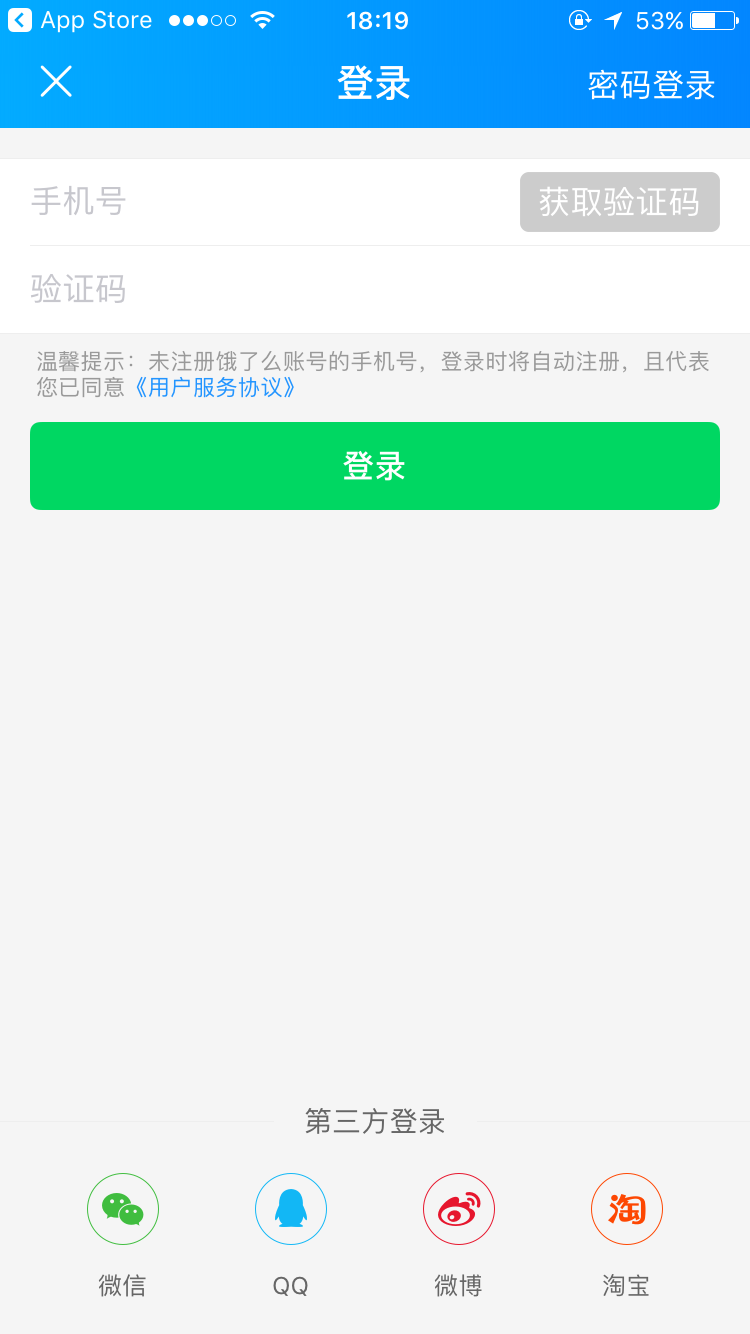 App Store 18:19 53%
登录 密码登录
手机号 获取验证码
验证码
温馨提示：未注册饿了么账号的手机号，登录时将自动注册，且代表
您已同意《用户服务协议》
登录
第三方登录
淘
微信 QQ 微博 淘宝